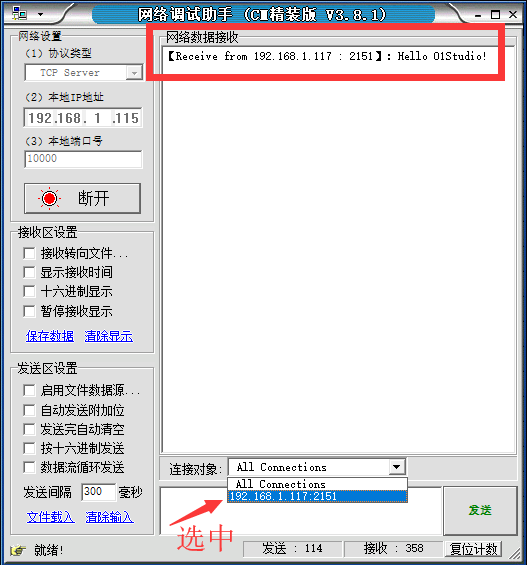 网络调试助手 (CM精装版 V3.8.1)
网络设置
(1) 协议类型
TCP Server
(2) 本地IP地址
192.168. 1 .115
(3) 本地端口号
10000
断开
接收区设置
接收转向文件...
显示接收时间
十六进制显示
暂停接收显示
保存数据 清除显示
发送区设置
启用文件数据源...
自动发送附加位
发送完自动清空
按十六进制发送
数据流循环发送
发送间隔 300 毫秒
文件载入 清除输入
网络数据接收
【Receive from 192.168.1.117 : 2151】: Hello 01Studio!
连接对象: All Connections
All Connections
192.168.1.117:2151
选中
发送
就绪!
发送 : 114
接收 : 358
复位计数